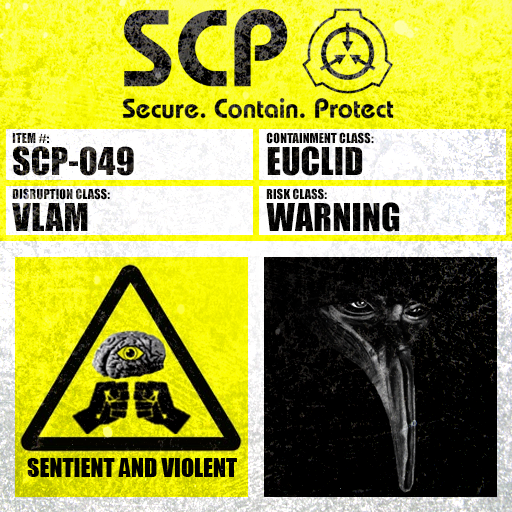 SCP
Secure. Contain. Protect
ITEM #:
SCP-049
CONTAINMENT CLASS:
EUCLID
DISRUPTION CLASS:
VLAM
RISK CLASS:
WARNING
SENTIENT AND VIOLENT